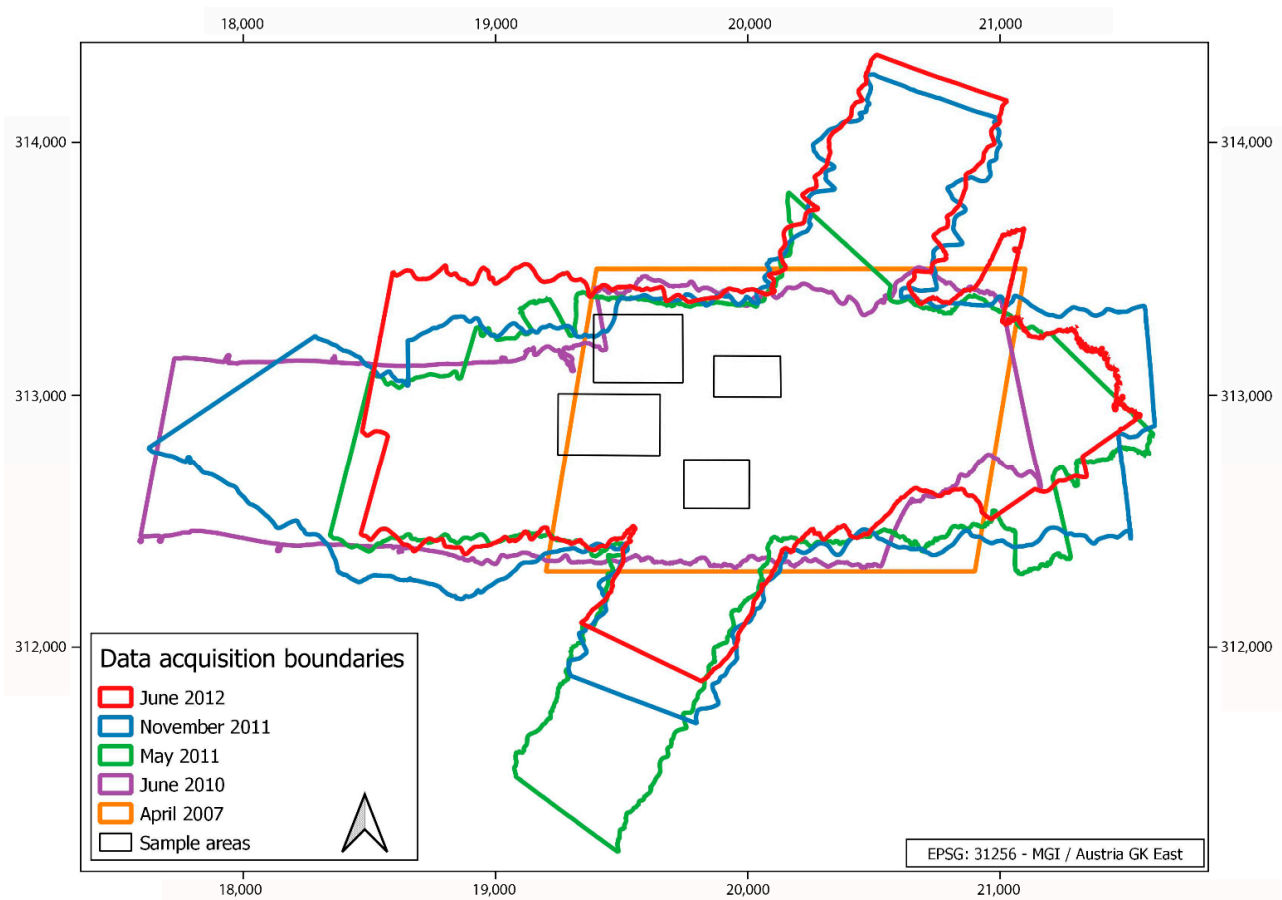 18,000 19,000 20,000 21,000
314,000 314,000
313,000 313,000
312,000 312,000
Data acquisition boundaries
June 2012
November 2011
May 2011
June 2010
April 2007
Sample areas
EPSG: 31256 - MGI / Austria GK East
18,000 19,000 20,000 21,000